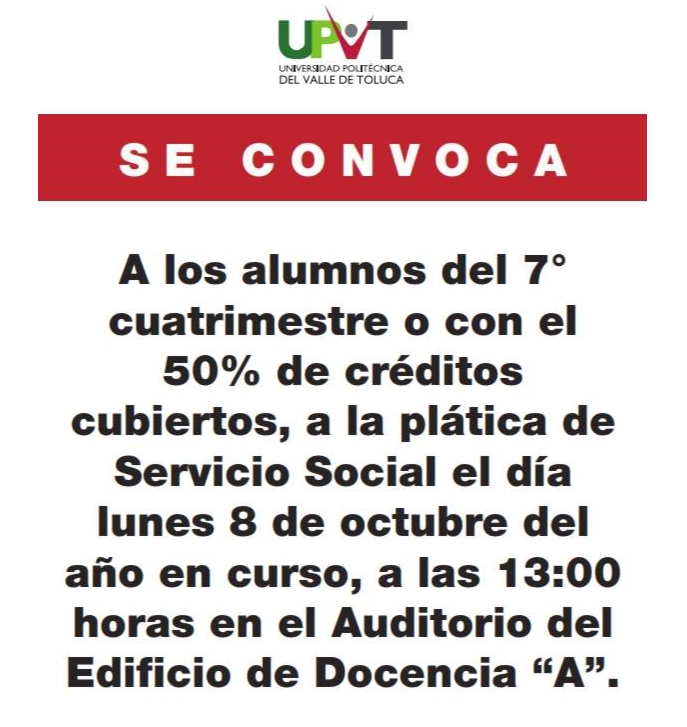 UPVT
UNIVERSIDAD POLITÉCNICA
DEL VALLE DE TOLUCA
SE CONVOCA
A los alumnos del 7°
cuatrimestre o con el
50% de créditos
cubiertos, a la plática de
Servicio Social el día
lunes 8 de octubre del
año en curso, a las 13:00
horas en el Auditorio del
Edificio de Docencia “A”.